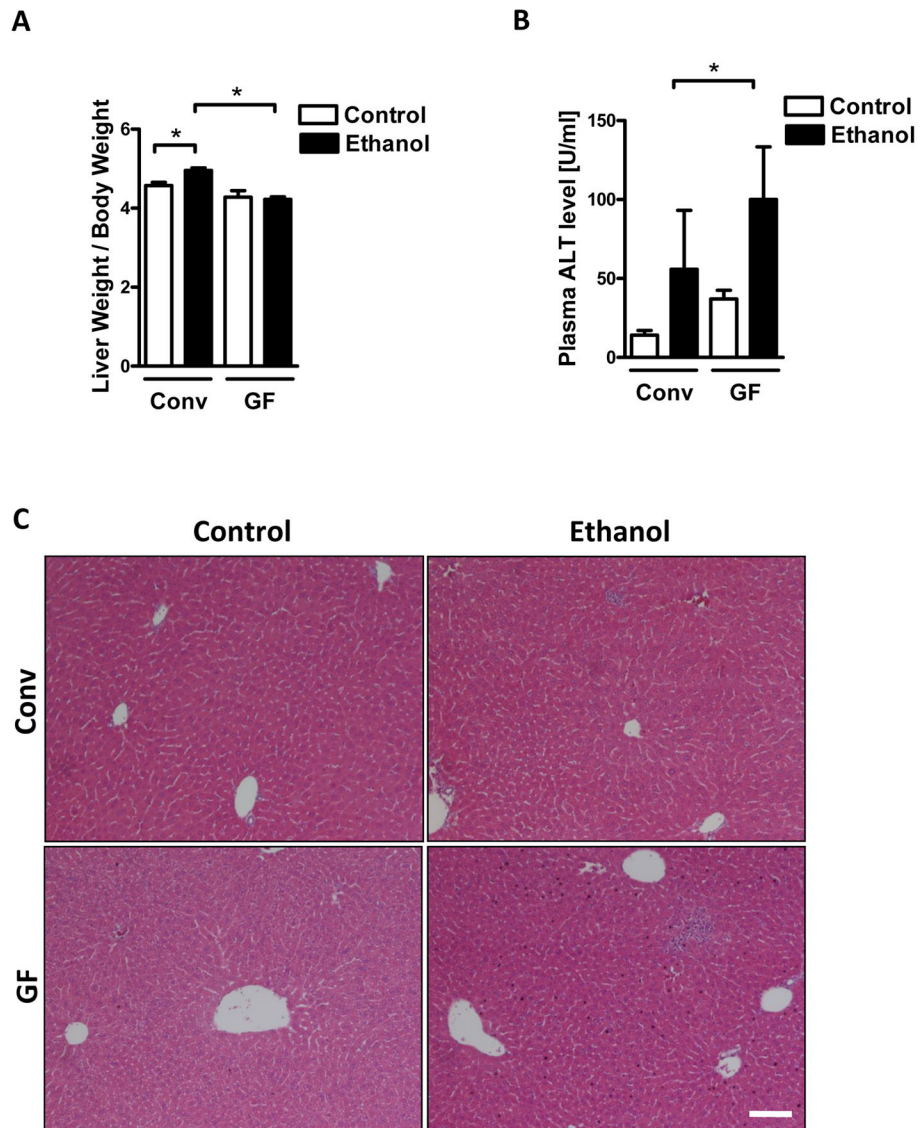 A
B
*
*
Control
Ethanol
Liver Weight / Body Weight
6
4
2
0
Conv
GF
*
Control
Ethanol
Plasma ALT level [U/ml]
150
100
50
0
Conv
GF
C
Control
Ethanol
Conv
GF